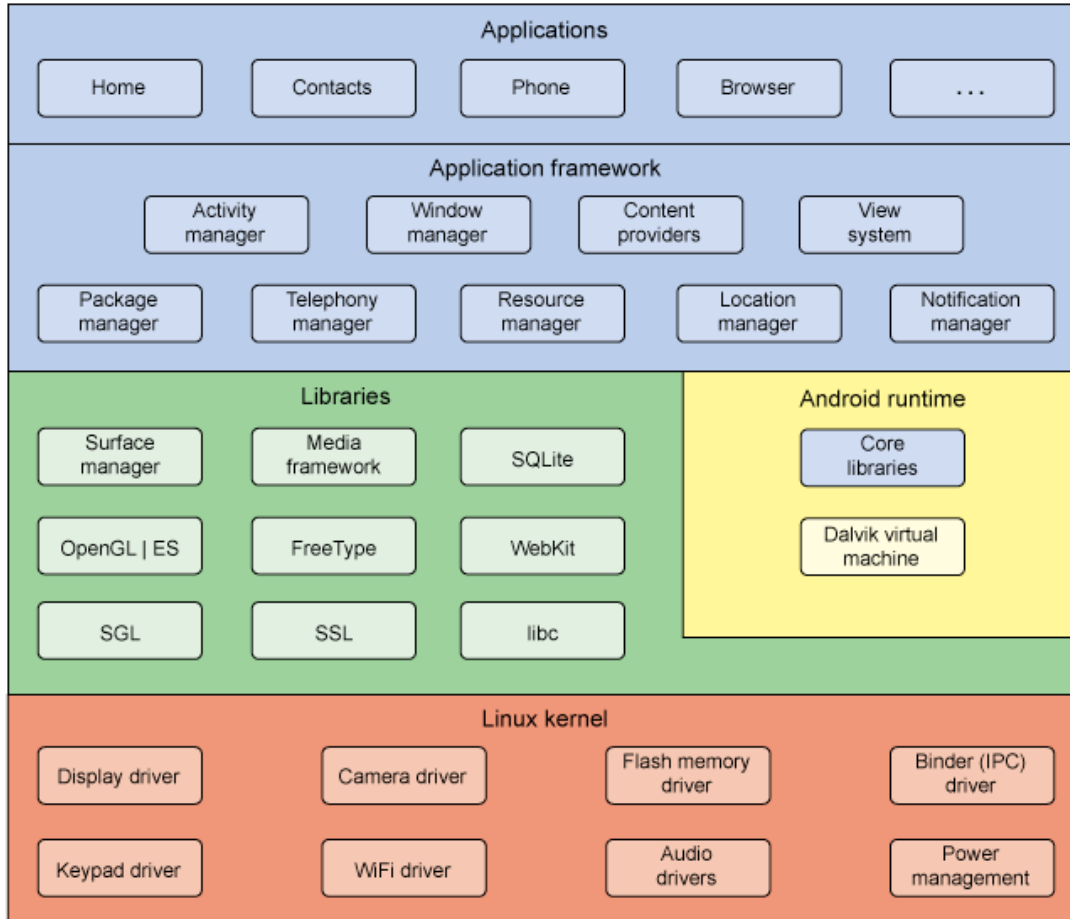 Applications
Home
Contacts
Phone
Browser
...
Application framework
Activity
manager
Window
manager
Content
providers
View
system
Package
manager
Telephony
manager
Resource
manager
Location
manager
Notification
manager
Libraries
Surface
manager
Media
framework
SQLite
OpenGL | ES
FreeType
WebKit
SGL
SSL
libc
Android runtime
Core
libraries
Dalvik virtual
machine
Linux kernel
Display driver
Camera driver
Flash memory
driver
Binder (IPC)
driver
Keypad driver
WiFi driver
Audio
drivers
Power
management